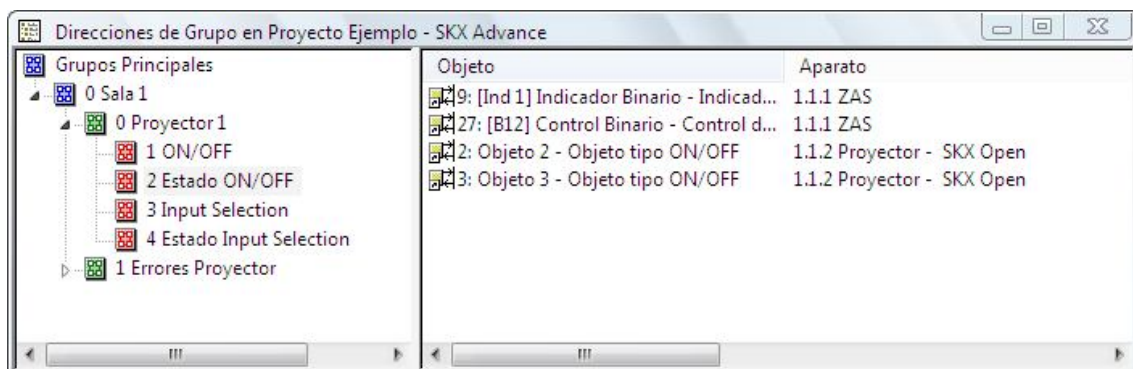 Direcciones de Grupo en Proyecto Ejemplo - SKX Advance
Grupos Principales
0 Sala 1
0 Proyector 1
1 ON/OFF
2 Estado ON/OFF
3 Input Selection
4 Estado Input Selection
1 Errores Proyector
Objeto Aparato
9: [Ind 1] Indicador Binario - Indicad... 1.1.1 ZAS
27: [B12] Control Binario - Control d... 1.1.1 ZAS
2: Objeto 2 - Objeto tipo ON/OFF 1.1.2 Proyector - SKX Open
3: Objeto 3 - Objeto tipo ON/OFF 1.1.2 Proyector - SKX Open